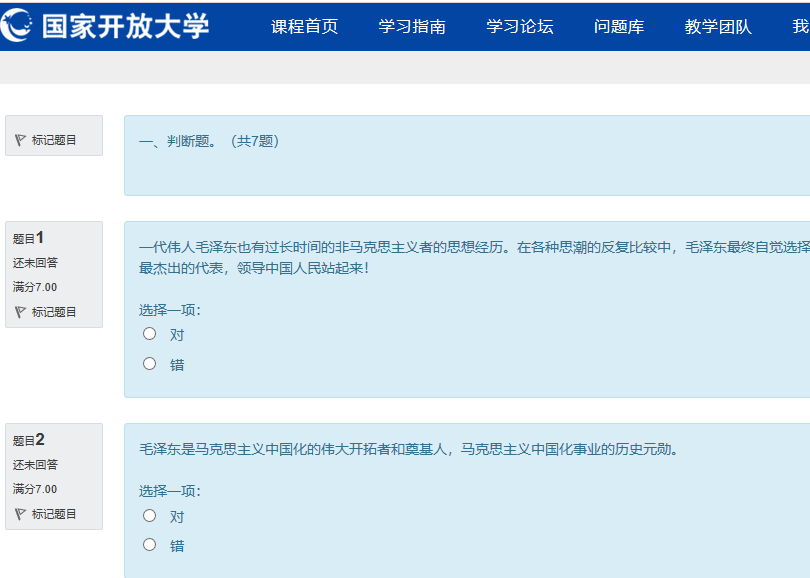 国家开放大学 课程首页 学习指南 学习论坛 问题库 教学团队 我
标记题目
一、判断题。（共7题）
题目1
还未回答
满分7.00
标记题目
一代伟人毛泽东也有过长时间的非马克思主义者的思想经历。在各种思潮的反复比较中，毛泽东最终自觉选择
最杰出的代表，领导中国人民站起来！
选择一项：
对
错
题目2
还未回答
满分7.00
标记题目
毛泽东是马克思主义中国化的伟大开拓者和奠基人，马克思主义中国化事业的历史元勋。
选择一项：
对
错